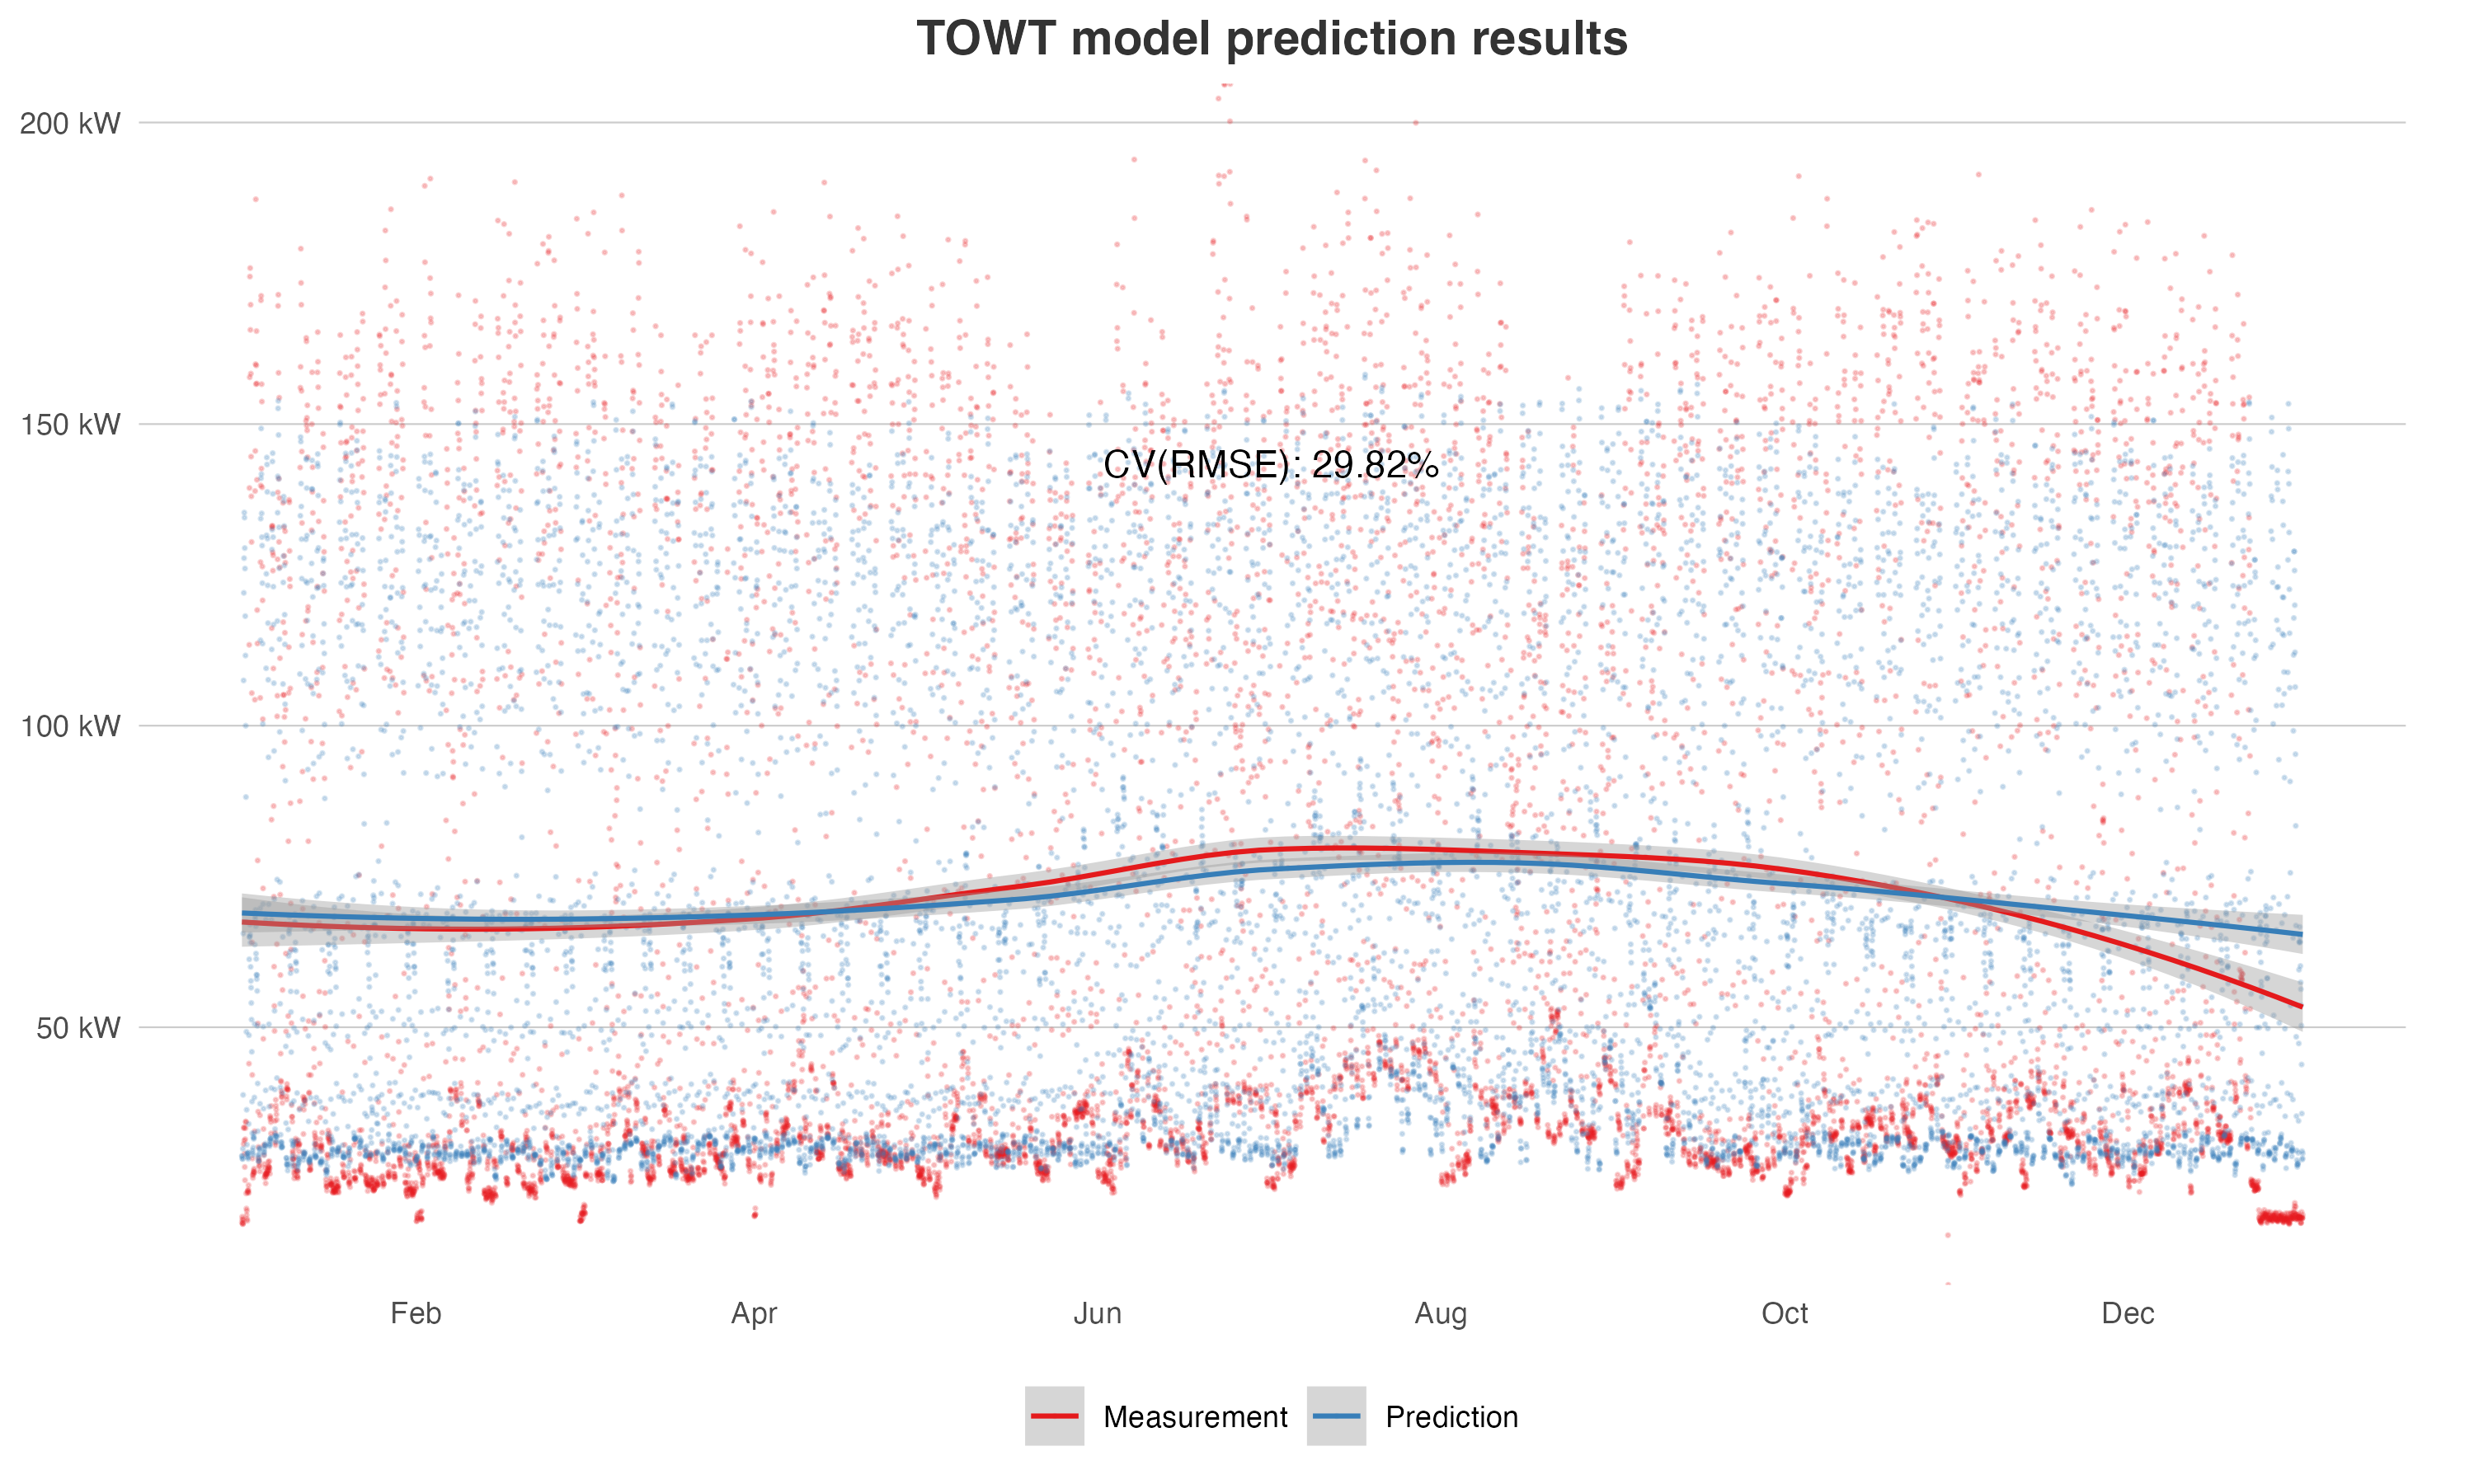 TOWT model prediction results
200 kW
150 kW
CV(RMSE): 29.82%
100 kW
50 kW
Feb Apr Jun Aug Oct Dec
Measurement Prediction